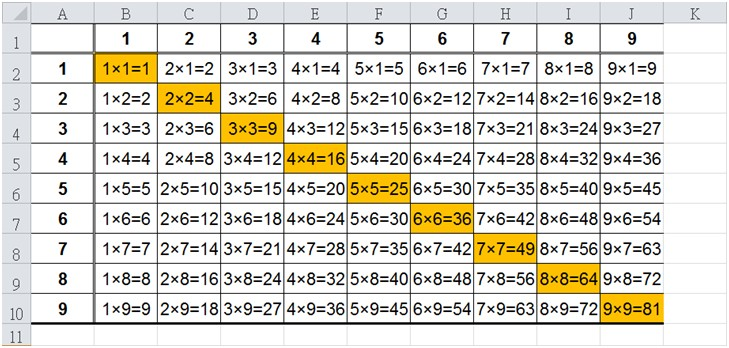 A B C D E F G H I J K
1 1 2 3 4 5 6 7 8 9
2 1 1×1=1 2×1=2 3×1=3 4×1=4 5×1=5 6×1=6 7×1=7 8×1=8 9×1=9
3 2 1×2=2 2×2=4 3×2=6 4×2=8 5×2=10 6×2=12 7×2=14 8×2=16 9×2=18
4 3 1×3=3 2×3=6 3×3=9 4×3=12 5×3=15 6×3=18 7×3=21 8×3=24 9×3=27
5 4 1×4=4 2×4=8 3×4=12 4×4=16 5×4=20 6×4=24 7×4=28 8×4=32 9×4=36
6 5 1×5=5 2×5=10 3×5=15 4×5=20 5×5=25 6×5=30 7×5=35 8×5=40 9×5=45
7 6 1×6=6 2×6=12 3×6=18 4×6=24 5×6=30 6×6=36 7×6=42 8×6=48 9×6=54
8 7 1×7=7 2×7=14 3×7=21 4×7=28 5×7=35 6×7=42 7×7=49 8×7=56 9×7=63
9 8 1×8=8 2×8=16 3×8=24 4×8=32 5×8=40 6×8=48 7×8=56 8×8=64 9×8=72
10 9 1×9=9 2×9=18 3×9=27 4×9=36 5×9=45 6×9=54 7×9=63 8×9=72 9×9=81
11